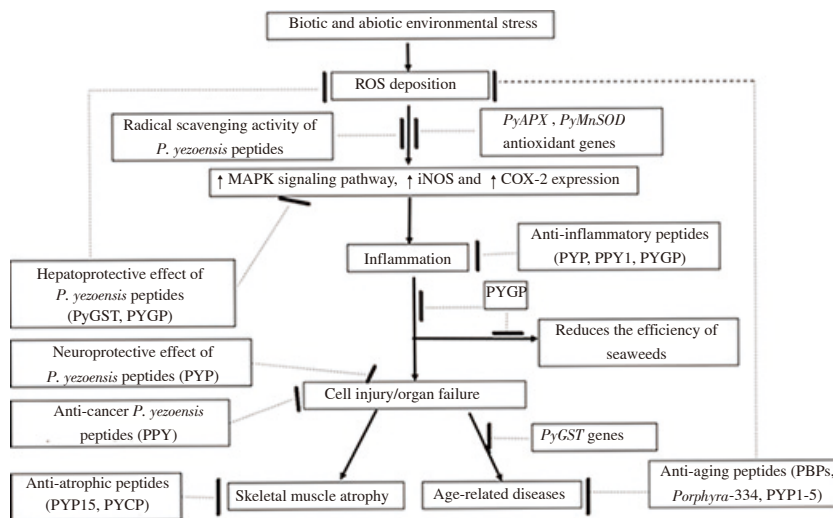 Biotic and abiotic environmental stress
ROS deposition
Radical scavenging activity of
P. yezoensis peptides
PyAPX , PyMnSOD
antioxidant genes
↑ MAPK signaling pathway, ↑ iNOS and ↑ COX-2 expression
Anti-inflammatory peptides
(PYP, PPY1, PYGP)
Inflammation
Hepatoprotective effect of
P. yezoensis peptides
(PyGST, PYGP)
PYGP
Reduces the efficiency of
seaweeds
Neuroprotective effect of
P. yezoensis peptides (PYP)
Cell injury/organ failure
Anti-cancer P. yezoensis
peptides (PPY)
PyGST genes
Anti-atrophic peptides
(PYP15, PYCP)
Skeletal muscle atrophy
Age-related diseases
Anti-aging peptides (PBPs,
Porphyra-334, PYP1-5)